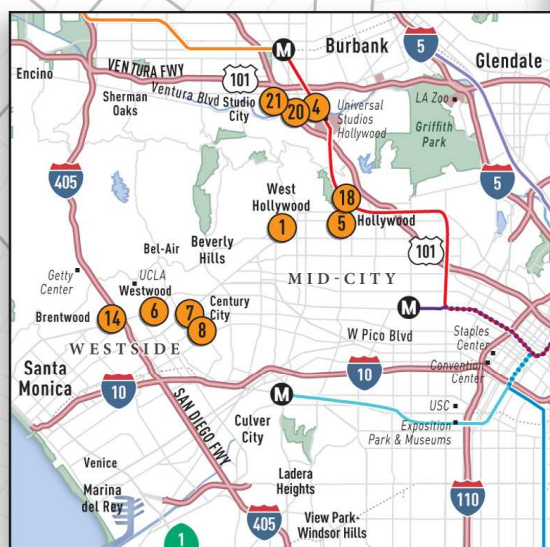 M
Burbank
5
Glendale
Encino
VENTURA FWY
101
Sherman
Oaks
Ventura Blvd
Studio
City
21
20
4
Universal
Studios
Hollywood
LA Zoo
Griffith
Park
405
5
West
Hollywood
1
18
5
Hollywood
101
Bel-Air
Beverly
Hills
MID-CITY
Getty
Center
UCLA
Westwood
6
Century
City
7
8
Brentwood
14
M
WESTSIDE
W Pico Blvd
Staples
Center
Santa
Monica
10
10
Convention
Center
SAN DIEGO FWY
M
USC
Culver
City
Exposition
Park & Museums
Venice
Marina
del Rey
Ladera
Heights
110
1
405
View Park-
Windsor Hills